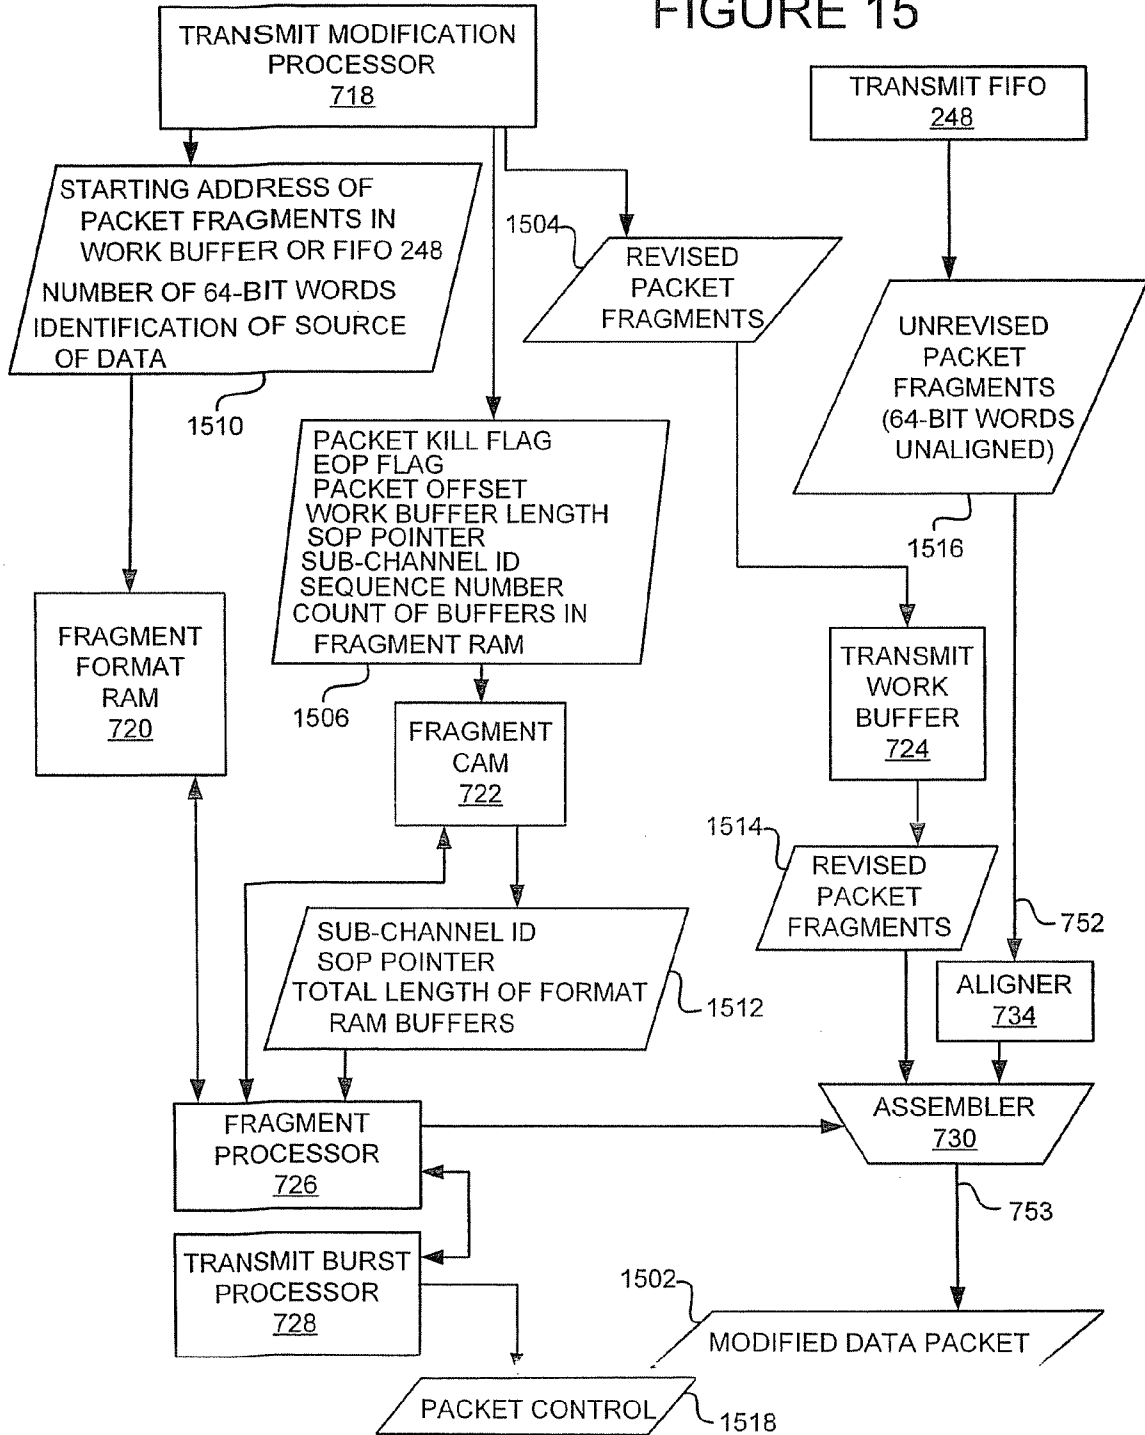 FIGURE 15
TRANSMIT MODIFICATION
PROCESSOR
718
TRANSMIT FIFO
248
STARTING ADDRESS OF
PACKET FRAGMENTS IN
WORK BUFFER OR FIFO 248
NUMBER OF 64-BIT WORDS
IDENTIFICATION OF SOURCE
OF DATA
1510
1504
REVISED
PACKET
FRAGMENTS
UNREVISED
PACKET
FRAGMENTS
(64-BIT WORDS
UNALIGNED)
1516
PACKET KILL FLAG
EOP FLAG
PACKET OFFSET
WORK BUFFER LENGTH
SOP POINTER
SUB-CHANNEL ID
SEQUENCE NUMBER
COUNT OF BUFFERS IN
FRAGMENT RAM
1506
FRAGMENT
FORMAT
RAM
720
FRAGMENT
CAM
722
TRANSMIT
WORK
BUFFER
724
1514
REVISED
PACKET
FRAGMENTS
752
ALIGNER
734
SUB-CHANNEL ID
SOP POINTER
TOTAL LENGTH OF FORMAT
RAM BUFFERS
1512
FRAGMENT
PROCESSOR
726
ASSEMBLER
730
753
TRANSMIT BURST
PROCESSOR
728
1502
MODIFIED DATA PACKET
PACKET CONTROL
1518